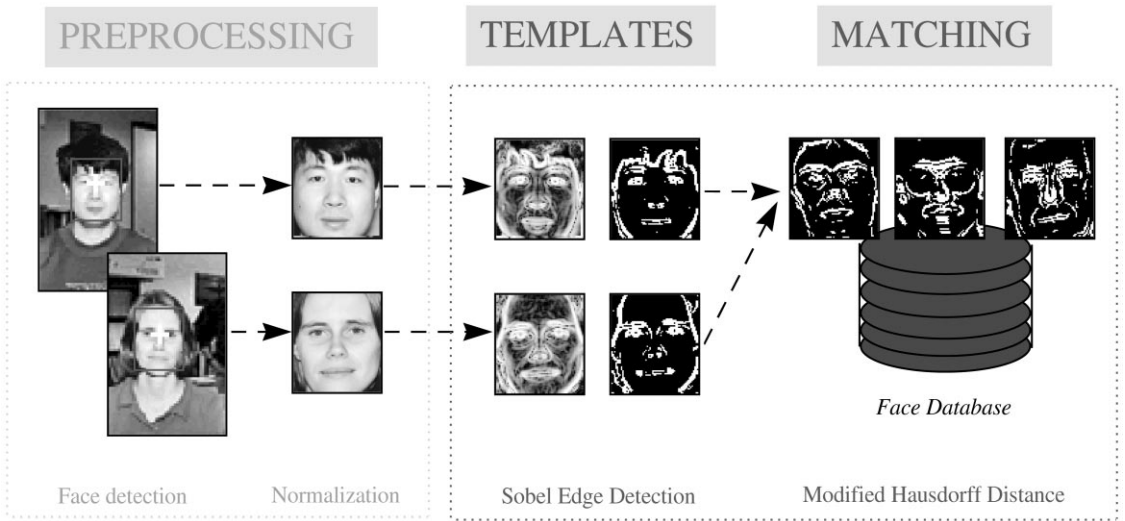 PREPROCESSING
TEMPLATES
MATCHING
Face Database
Face detection
Normalization
Sobel Edge Detection
Modified Hausdorff Distance